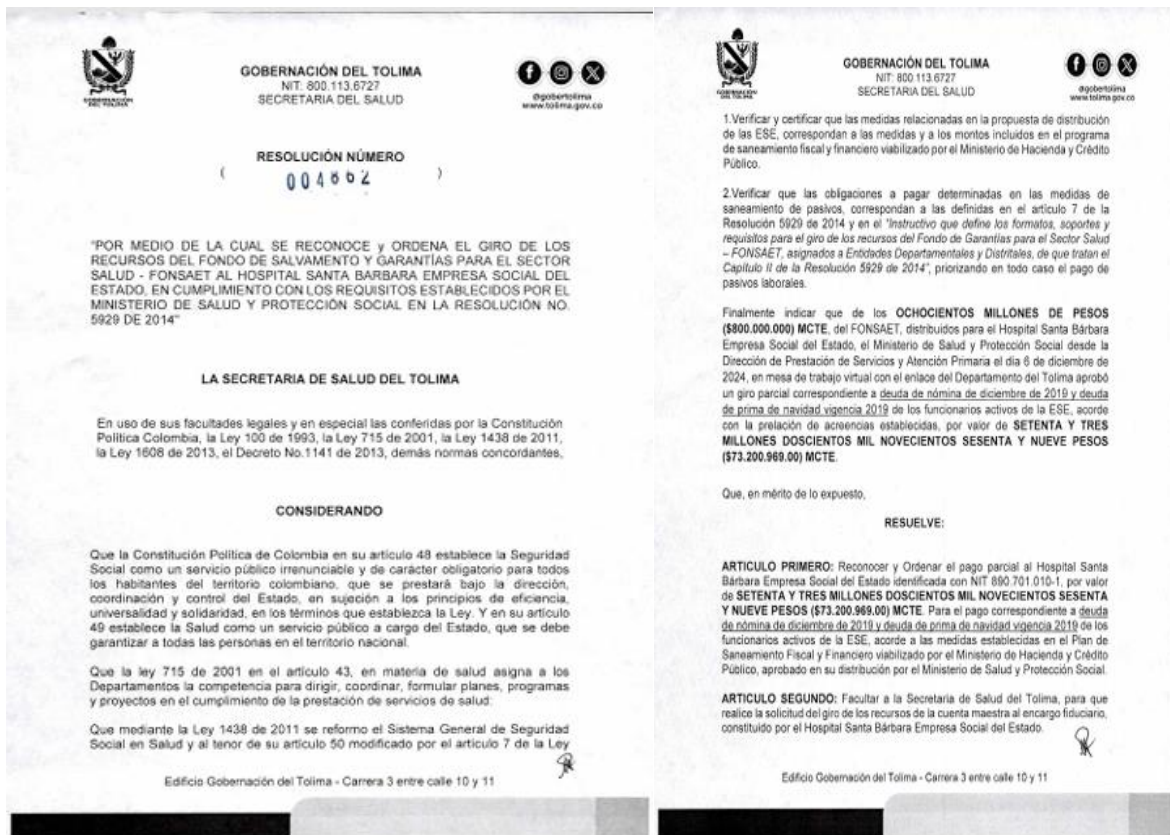 GOBERNACIÓN DEL TOLIMA
NIT: 800.113.6727
SECRETARIA DEL SALUD
GOBERNACIÓN
DEL TOLIMA
@gobertolima
www.tolima.gov.co
RESOLUCIÓN NÚMERO
( 004862 )
"POR MEDIO DE LA CUAL SE RECONOCE y ORDENA EL GIRO DE LOS
RECURSOS DEL FONDO DE SALVAMENTO Y GARANTÍAS PARA EL SECTOR
SALUD - FONSAET AL HOSPITAL SANTA BARBARA EMPRESA SOCIAL DEL
ESTADO, EN CUMPLIMIENTO CON LOS REQUISITOS ESTABLECIDOS POR EL
MINISTERIO DE SALUD Y PROTECCIÓN SOCIAL EN LA RESOLUCIÓN NO.
5929 DE 2014"
LA SECRETARIA DE SALUD DEL TOLIMA
En uso de sus facultades legales y en especial las conferidas por la Constitución
Política Colombia, la Ley 100 de 1993, la Ley 715 de 2001, la Ley 1438 de 2011,
la Ley 1608 de 2013, el Decreto No.1141 de 2013, demás normas concordantes,
CONSIDERANDO
Que la Constitución Política de Colombia en su artículo 48 establece la Seguridad
Social como un servicio público irrenunciable y de carácter obligatorio para todos
los habitantes del territorio colombiano, que se prestará bajo la dirección,
coordinación y control del Estado, en sujeción a los principios de eficiencia,
universalidad y solidaridad, en los términos que establezca la Ley. Y en su artículo
49 establece la Salud como un servicio público a cargo del Estado, que se debe
garantizar a todas las personas en el territorio nacional.
Que la ley 715 de 2001 en el artículo 43, en materia de salud asigna a los
Departamentos la competencia para dirigir, coordinar, formular planes, programas
y proyectos en el cumplimiento de la prestación de servicios de salud:
Que mediante la Ley 1438 de 2011 se reformo el Sistema General de Seguridad
Social en Salud y al tenor de su artículo 50 modificado por el artículo 7 de la Ley
Edificio Gobernación del Tolima - Carrera 3 entre calle 10 y 11
GOBERNACIÓN DEL TOLIMA
NIT: 800.113.6727
SECRETARIA DEL SALUD
GOBERNACIÓN
DEL TOLIMA
@gobertolima
www.tolima.gov.co
1.Verificar y certificar que las medidas relacionadas en la propuesta de distribución
de las ESE, correspondan a las medidas y a los montos incluidos en el programa
de saneamiento fiscal y financiero viabilizado por el Ministerio de Hacienda y Crédito
Público.
2.Verificar que las obligaciones a pagar determinadas en las medidas de
saneamiento de pasivos, correspondan a las definidas en el artículo 7 de la
Resolución 5929 de 2014 y en el "Instructivo que define los formatos, soportes y
requisitos para el giro de los recursos del Fondo de Garantías para el Sector Salud
– FONSAET, asignados a Entidades Departamentales y Distritales, de que tratan el
Capítulo II de la Resolución 5929 de 2014", priorizando en todo caso el pago de
pasivos laborales.
Finalmente indicar que de los OCHOCIENTOS MILLONES DE PESOS
($800.000.000) MCTE, del FONSAET, distribuidos para el Hospital Santa Bárbara
Empresa Social del Estado, el Ministerio de Salud y Protección Social desde la
Dirección de Prestación de Servicios y Atención Primaria el día 6 de diciembre de
2024, en mesa de trabajo virtual con el enlace del Departamento del Tolima aprobó
un giro parcial correspondiente a deuda de nómina de diciembre de 2019 y deuda
de prima de navidad vigencia 2019 de los funcionarios activos de la ESE, acorde
con la prelación de acreencias establecidas, por valor de SETENTA Y TRES
MILLONES DOSCIENTOS MIL NOVECIENTOS SESENTA Y NUEVE PESOS
($73.200.969.00) MCTE.
Que, en mérito de lo expuesto,
RESUELVE:
ARTICULO PRIMERO: Reconocer y Ordenar el pago parcial al Hospital Santa
Bárbara Empresa Social del Estado identificada con NIT 890.701.010-1, por valor
de SETENTA Y TRES MILLONES DOSCIENTOS MIL NOVECIENTOS SESENTA
Y NUEVE PESOS ($73.200.969.00) MCTE. Para el pago correspondiente a deuda
de nómina de diciembre de 2019 y deuda de prima de navidad vigencia 2019 de los
funcionarios activos de la ESE, acorde a las medidas establecidas en el Plan de
Saneamiento Fiscal y Financiero viabilizado por el Ministerio de Hacienda y Crédito
Público, aprobado en su distribución por el Ministerio de Salud y Protección Social.
ARTICULO SEGUNDO: Facultar a la Secretaria de Salud del Tolima, para que
realice la solicitud del giro de los recursos de la cuenta maestra al encargo fiduciario,
constituido por el Hospital Santa Bárbara Empresa Social del Estado.
Edificio Gobernación del Tolima - Carrera 3 entre calle 10 y 11